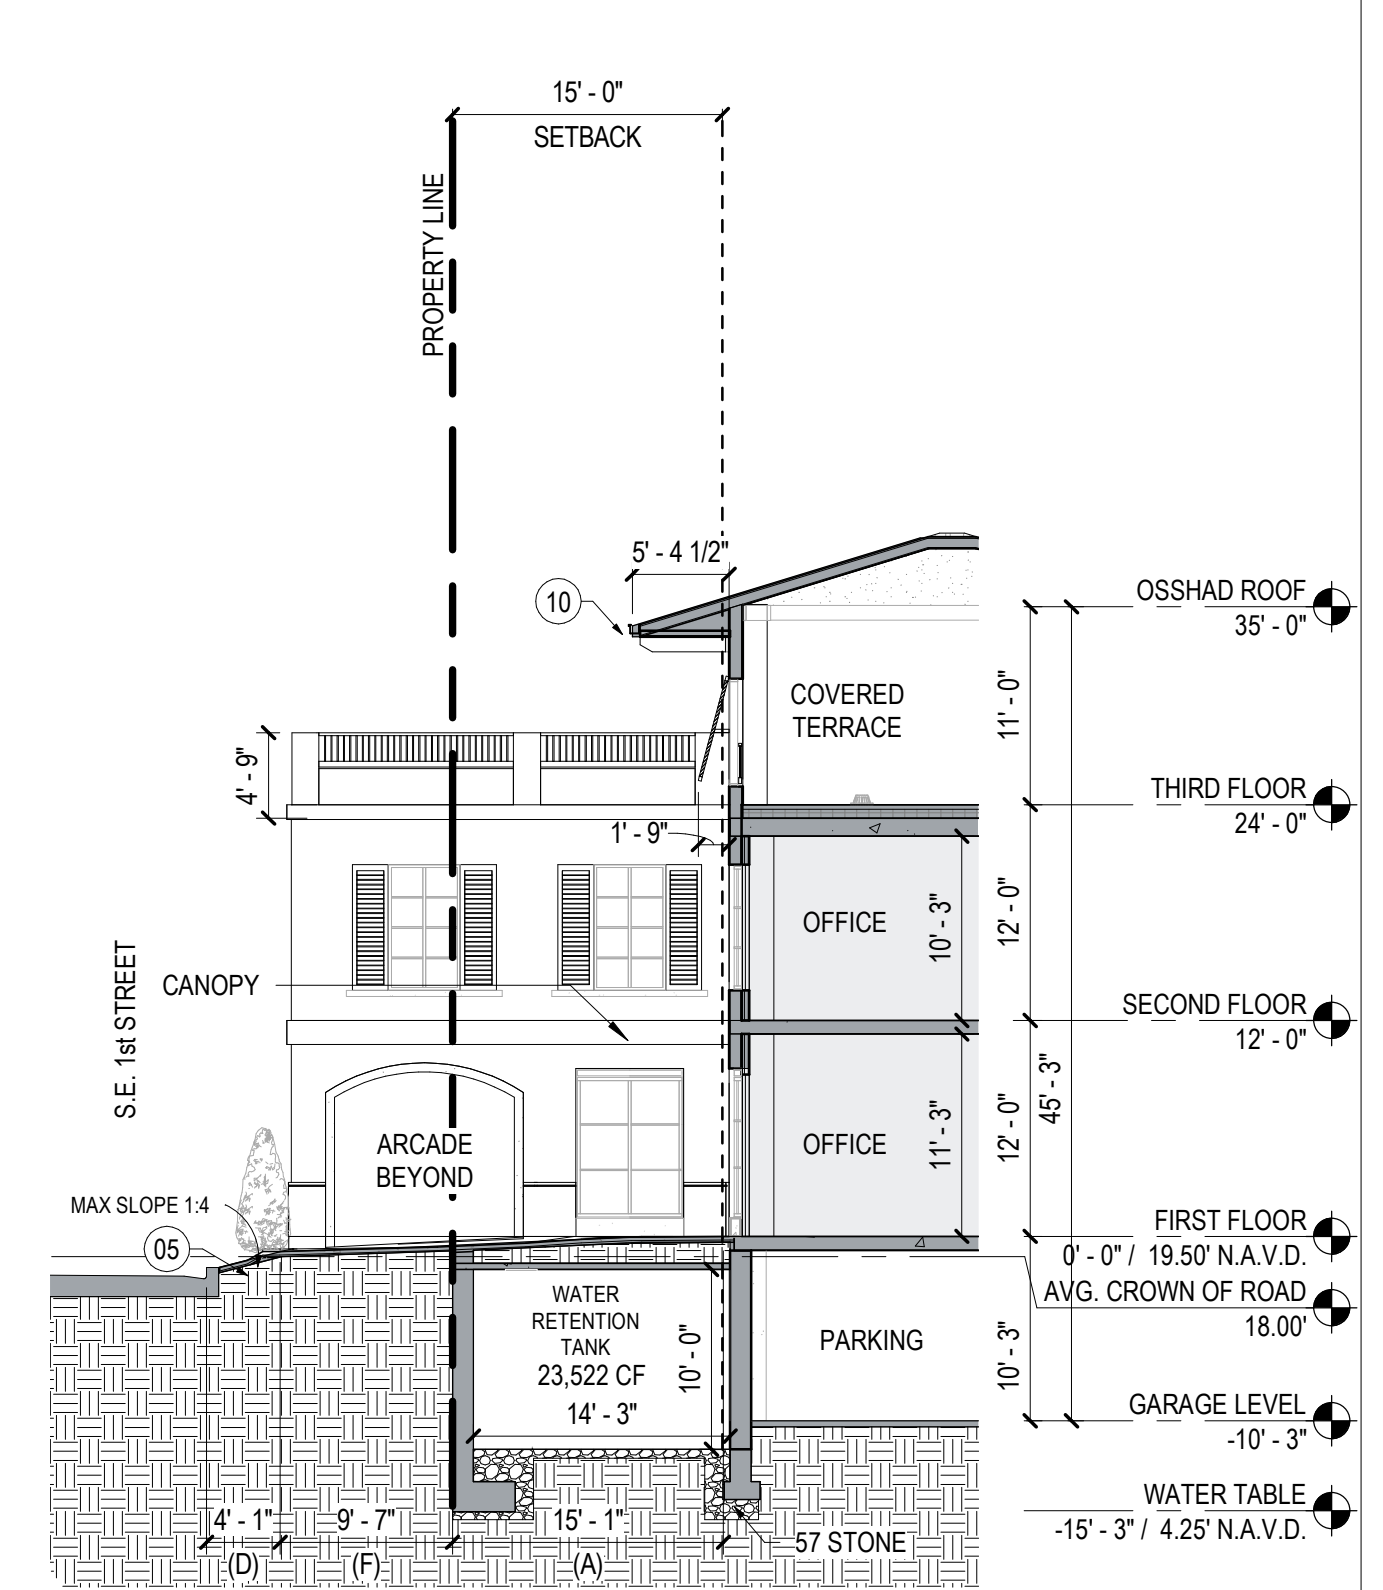 15' - 0"
SETBACK
PROPERTY LINE
5' - 4 1/2"
10
OSSHAD ROOF
35' - 0"
COVERED
TERRACE
11' - 0"
4' - 9"
THIRD FLOOR
24' - 0"
1' - 9"
OFFICE
10' - 3"
12' - 0"
S.E. 1st STREET
CANOPY
SECOND FLOOR
12' - 0"
45' - 3"
ARCADE
BEYOND
OFFICE
11' - 3"
12' - 0"
MAX SLOPE 1:4
05
FIRST FLOOR
0' - 0" / 19.50' N.A.V.D.
AVG. CROWN OF ROAD
18.00'
WATER
RETENTION
TANK
23,522 CF
14' - 3"
10' - 0"
PARKING
10' - 3"
GARAGE LEVEL
-10' - 3"
WATER TABLE
-15' - 3" / 4.25' N.A.V.D.
4' - 1"
9' - 7"
15' - 1"
57 STONE
(D)
(F)
(A)